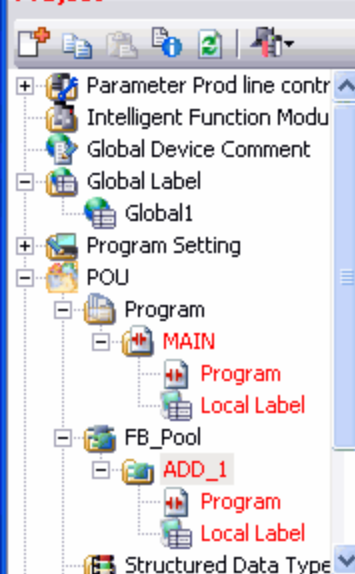 Project
Parameter Prod line contr
Intelligent Function Modu
Global Device Comment
Global Label
Global1
Program Setting
POU
Program
MAIN
Program
Local Label
FB_Pool
ADD_1
Program
Local Label
Structured Data Type